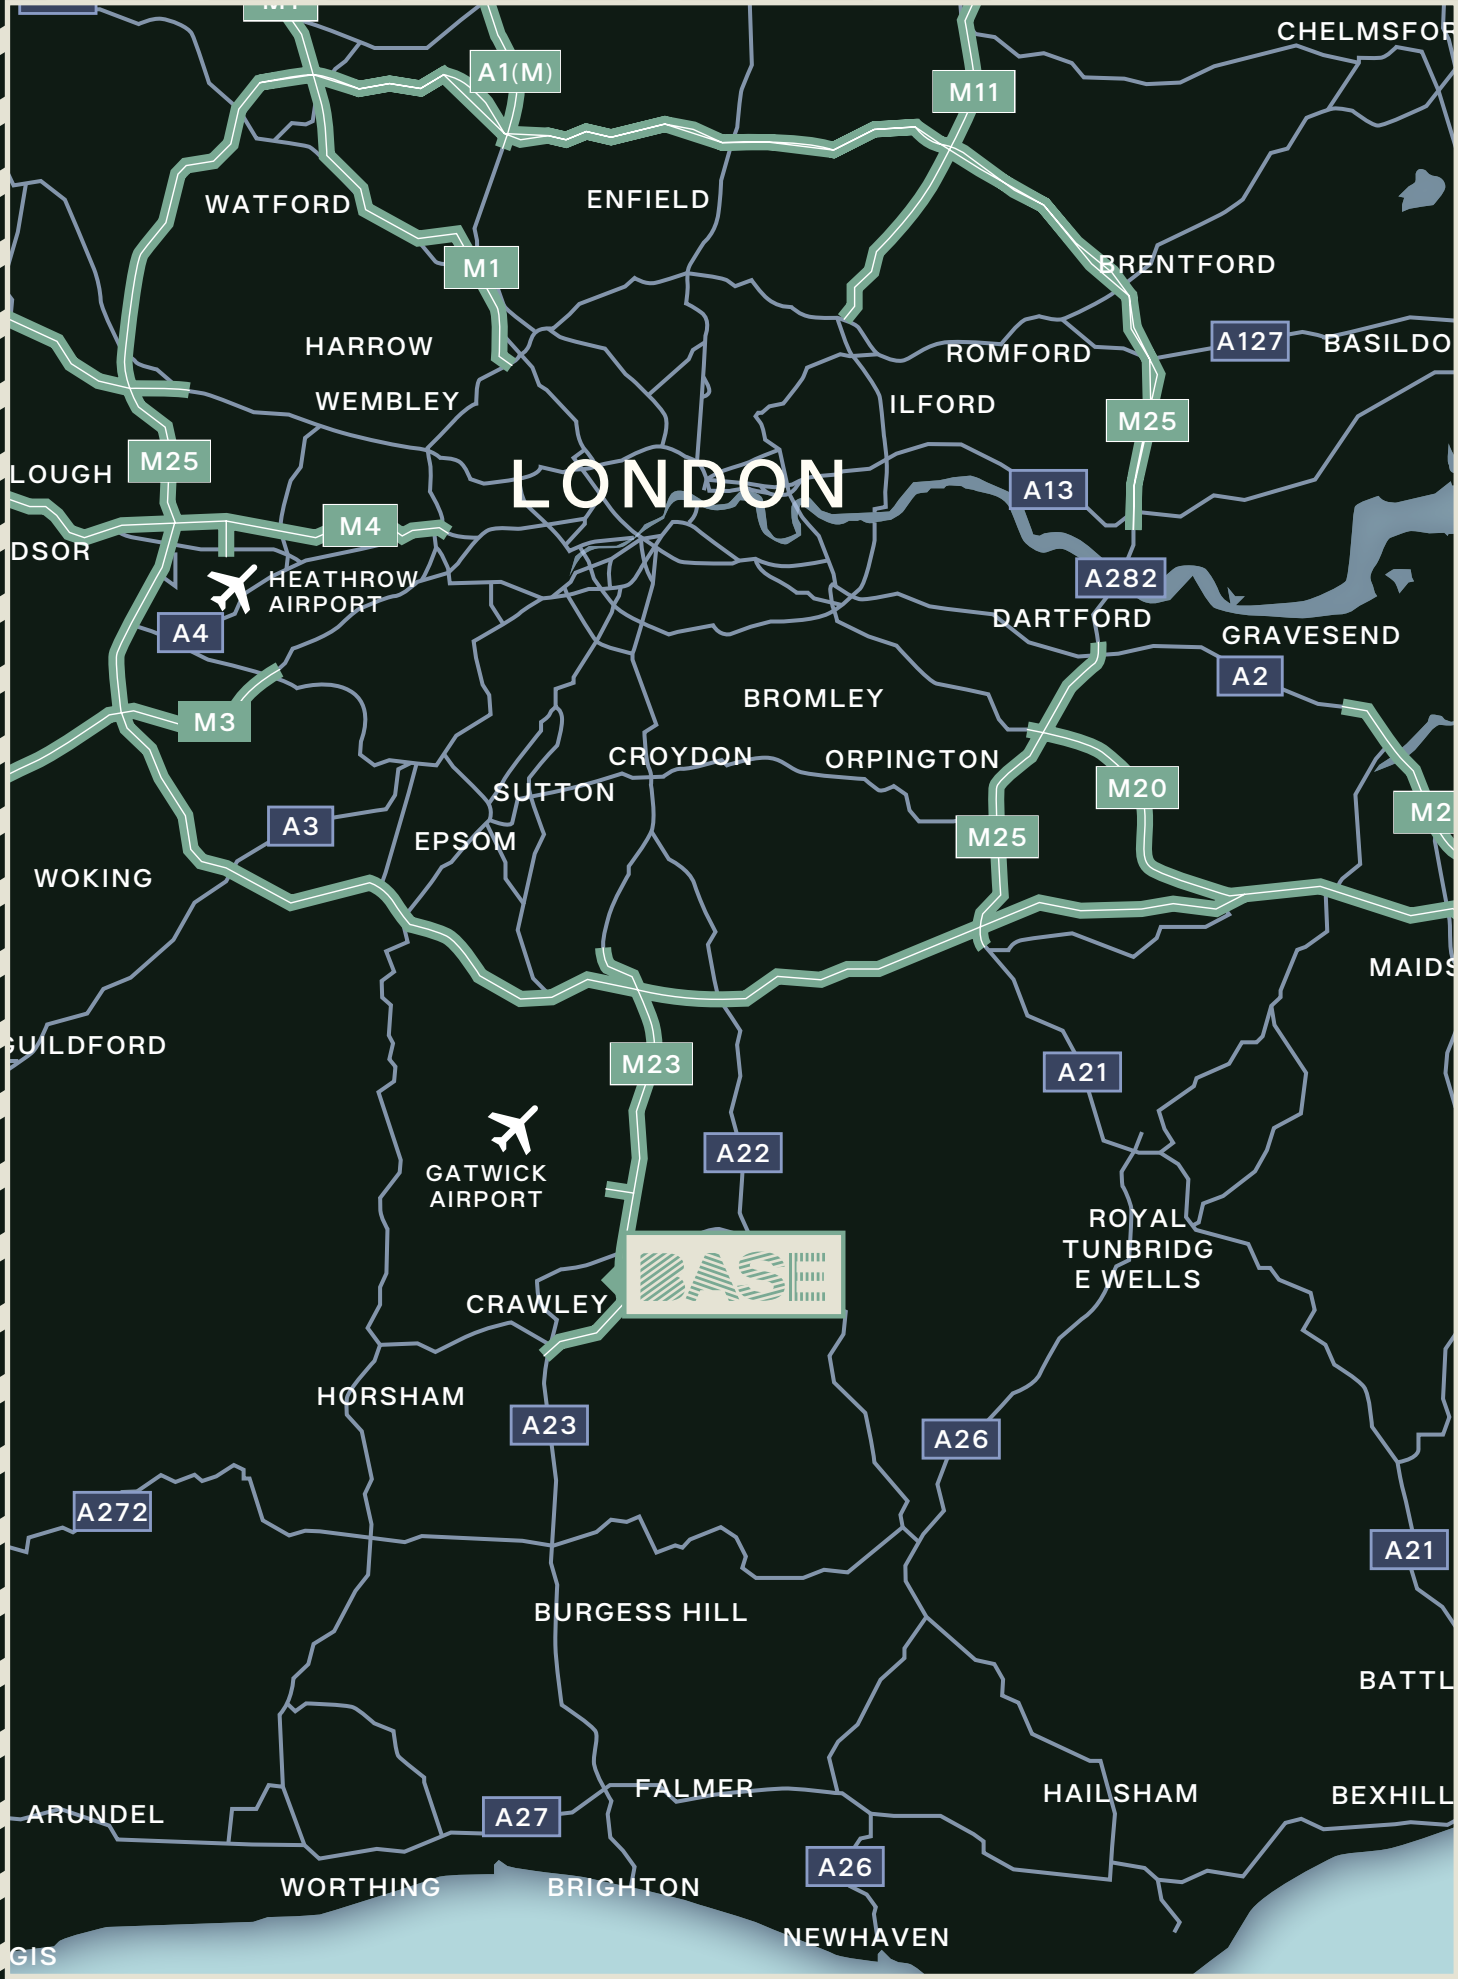 M1
A1(M)
CHELMSFOR
M11
WATFORD
ENFIELD
M1
BRENTFORD
HARROW
A127
BASILDO
ROMFORD
WEMBLEY
ILFORD
M25
M25
LOUGH
LONDON
A13
M4
DSOR
HEATHROW
AIRPORT
A282
DARTFORD
A4
GRAVESEND
A2
M3
BROMLEY
CROYDON
ORPINGTON
SUTTON
M20
M2
A3
EPSOM
M25
WOKING
MAIDS
GUILDFORD
M23
A21
GATWICK
AIRPORT
A22
ROYAL
TUNBRIDG
E WELLS
BASE
CRAWLEY
HORSHAM
A23
A26
A272
A21
BURGESS HILL
BATTL
FALMER
HAILSHAM
BEXHILL
ARUNDEL
A27
A26
WORTHING
BRIGHTON
NEWHAVEN
GIS